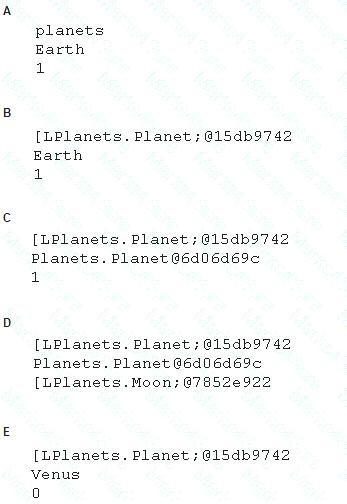 A
planets
Earth
1
B
[LPlanets.Planet;@15db9742
Earth
1
C
[LPlanets.Planet;@15db9742
Planets.Planet@6d06d69c
1
D
[LPlanets.Planet;@15db9742
Planets.Planet@6d06d69c
[LPlanets.Moon;@7852e922
E
[LPlanets.Planet;@15db9742
Venus
0